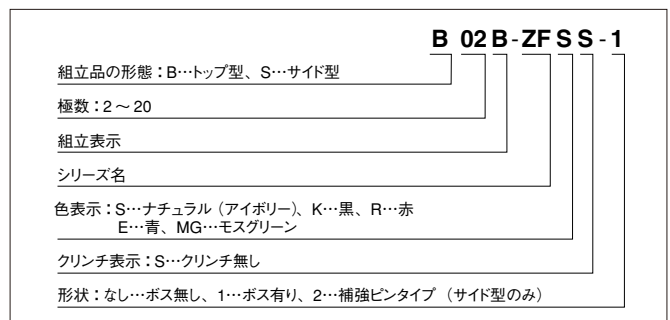 B 02 B-ZF S S-1
組立品の形態：B…トップ型、S…サイド型
極数：2～20
組立表示
シリーズ名
色表示：S…ナチュラル（アイボリー）、K…黒、R…赤
E…青、MG…モスグリーン
クリンチ表示：S…クリンチ無し
形状：なし…ボス無し、1…ボス有り、2…補強ピンタイプ （サイド型のみ）